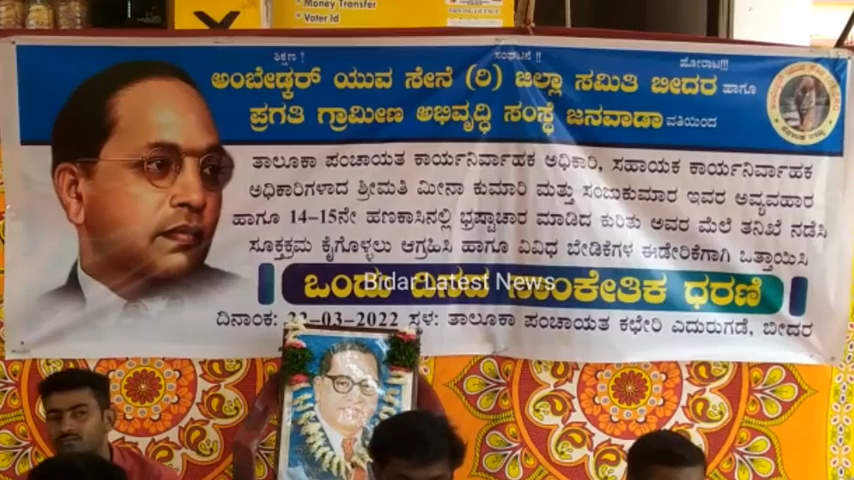 Money Transfer
* Voter Id
ಶಿಕ್ಷಣ ! ಸಂಘಟನೆ !! ಹೋರಾಟ!!!
ಅಂಬೇಡ್ಕರ್ ಯುವ ಸೇನೆ (ರಿ) ಜಿಲ್ಲಾ ಸಮಿತಿ ಬೀದರ ಹಾಗೂ
ಪ್ರಗತಿ ಗ್ರಾಮೀಣ ಅಭಿವೃದ್ಧಿ ಸಂಸ್ಥೆ ಜನವಾಡಾ ವತಿಯಿಂದ
ತಾಲೂಕಾ ಪಂಚಾಯತ ಕಾರ್ಯನಿರ್ವಾಹಕ ಅಧಿಕಾರಿ, ಸಹಾಯಕ ಕಾರ್ಯನಿರ್ವಾಹಕ
ಅಧಿಕಾರಿಗಳಾದ ಶ್ರೀಮತಿ ಮೀನಾ ಕುಮಾರಿ ಮತ್ತು ಸಂಬುಕುಮಾರ ಇವರ ಅವ್ಯವಹಾರ
ಹಾಗೂ 14-15ನೇ ಹಣಕಾಸಿನಲ್ಲಿ ಭ್ರಷ್ಟಾಚಾರ ಮಾಡಿದ ಕುರಿತು ಅವರ ಮೇಲೆ ತನಿಖೆ ನಡೆಸಿ
ಸೂಕ್ತಕ್ರಮ ಕೈಗೊಳ್ಳಲು ಆಗ್ರಹಿಸಿ ಹಾಗೂ ವಿವಿಧ ಬೇಡಿಕೆಗಳ ಈಡೇರಿಕೆಗಾಗಿ ಒತ್ತಾಯಿಸಿ
ಒಂದು ದಿನದ ಸಾಂಕೇತಿಕ ಧರಣಿ
Bidar Latest News
ದಿನಾಂಕ: 22-03-2022 ಸ್ಥಳ: ತಾಲೂಕಾ ಪಂಚಾಯತ ಕಛೇರಿ ಎದುರುಗಡೆ, ಬೀದರ